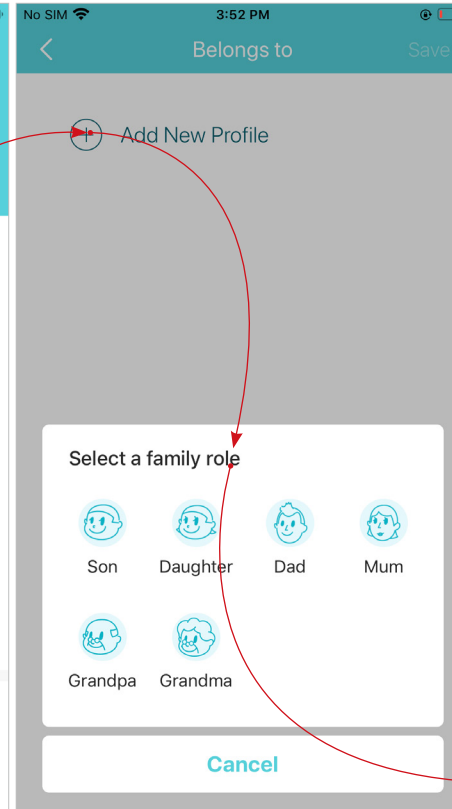 No SIM 3:52 PM
Belongs to Save
Add New Profile
Select a family role
Son Daughter Dad Mum
Grandpa Grandma
Cancel